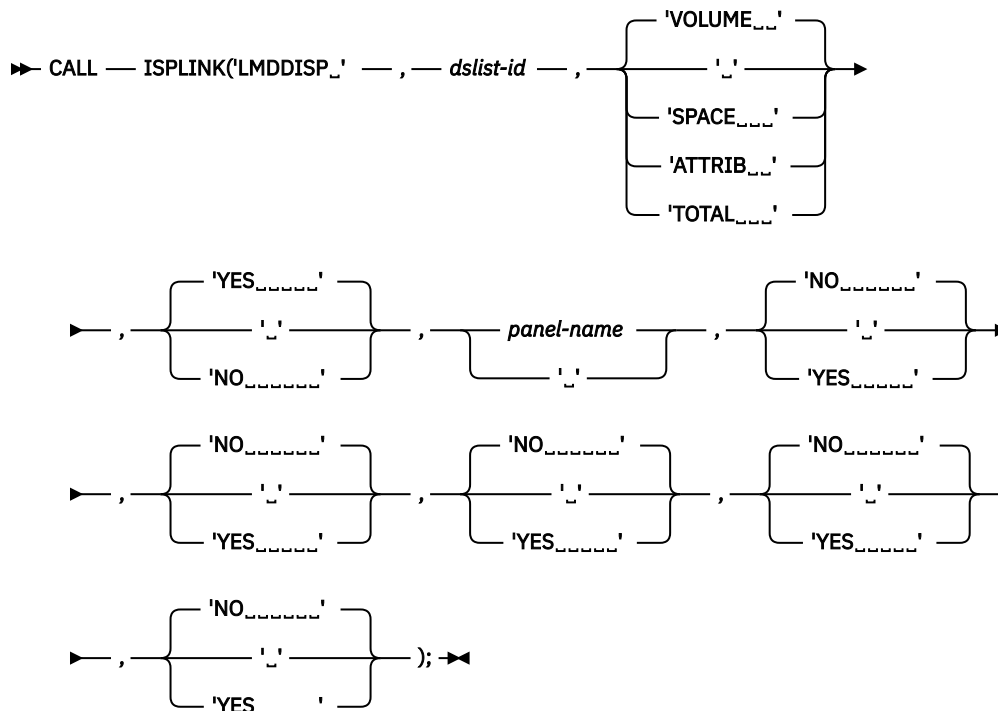 'VOLUME␣␣'
CALL ISPLINK('LMDDISP␣' , dslist-id , '␣'
'SPACE␣␣␣'
'ATTRIB␣␣'
'TOTAL␣␣␣'
'YES␣␣␣␣␣' 'NO␣␣␣␣␣␣'
, '␣' , panel-name , '␣'
'NO␣␣␣␣␣␣' '␣' 'YES␣␣␣␣␣'
'NO␣␣␣␣␣␣' 'NO␣␣␣␣␣␣' 'NO␣␣␣␣␣␣'
, '␣' , '␣' , '␣'
'YES␣␣␣␣␣' 'YES␣␣␣␣␣' 'YES␣␣␣␣␣'
'NO␣␣␣␣␣␣'
, '␣' );
'YES '